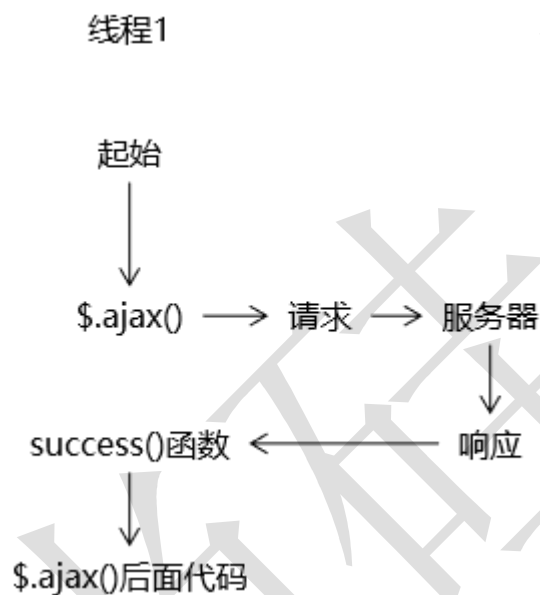 线程1
起始
$.ajax() 请求 服务器
success()函数 响应
$.ajax()后面代码